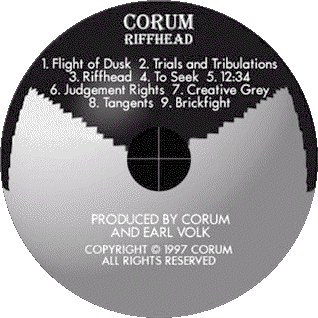 CORUM
RIFFHEAD
1. Flight of Dusk 2. Trials and Tribulations
3. Riffhead 4. To Seek 5. 12:34
6. Judgement Rights 7. Creative Grey
8. Tangents 9. Brickfight
PRODUCED BY CORUM
AND EARL VOLK
COPYRIGHT © 1997 CORUM
ALL RIGHTS RESERVED